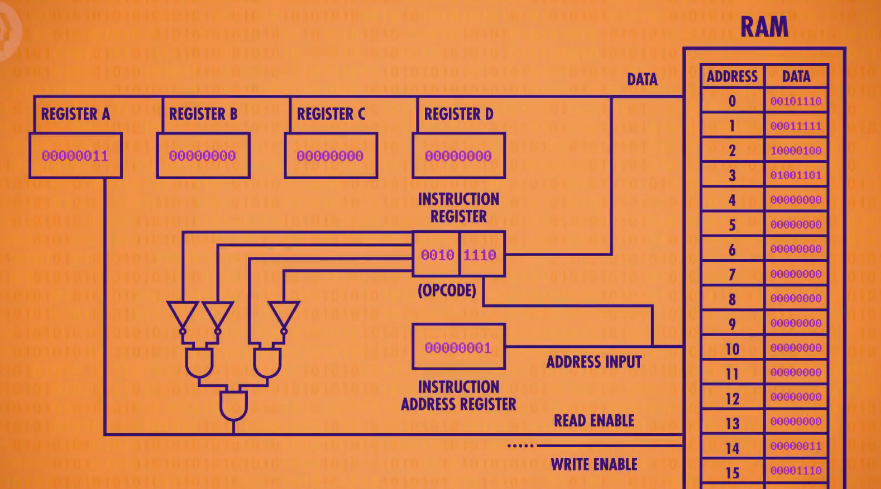 RAM
DATA
ADDRESS DATA
0 00101110
1 00011111
2 10000100
3 01001101
4 00000000
5 00000000
6 00000000
7 00000000
8 00000000
9 00000000
10 00000000
11 00000000
12 00000000
13 00000000
14 00000011
15 00001110
REGISTER A
00000011
REGISTER B
00000000
REGISTER C
00000000
REGISTER D
00000000
INSTRUCTION
REGISTER
0010 1110
(OPCODE)
00000001
INSTRUCTION
ADDRESS REGISTER
ADDRESS INPUT
READ ENABLE
WRITE ENABLE